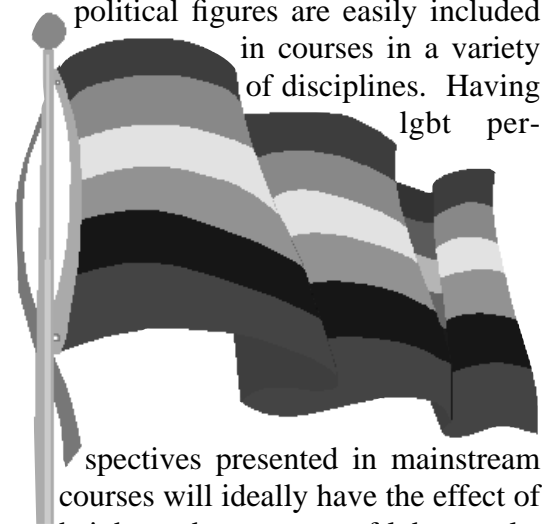 political figures are easily included
in courses in a variety
of disciplines. Having
lgbt per-
spectives presented in mainstream
courses will ideally have the effect of